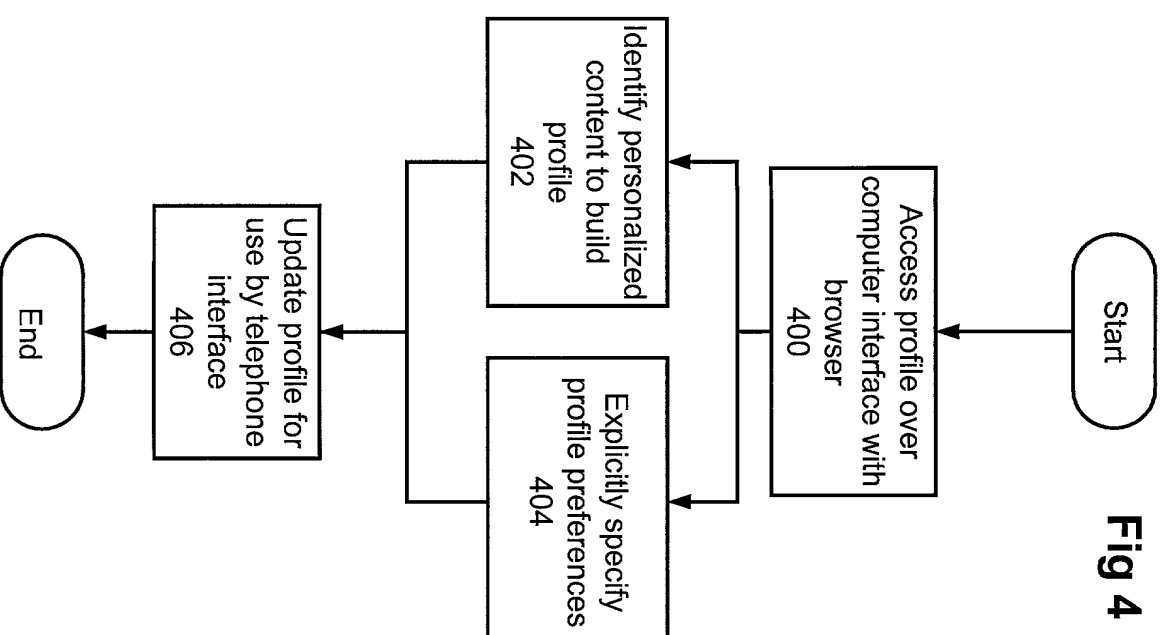 Fig 4
Start
Access profile over
computer interface with
browser
400
Identify personalized
content to build
profile
402
Explicitly specify
profile preferences
404
Update profile for
use by telephone
interface
406
End